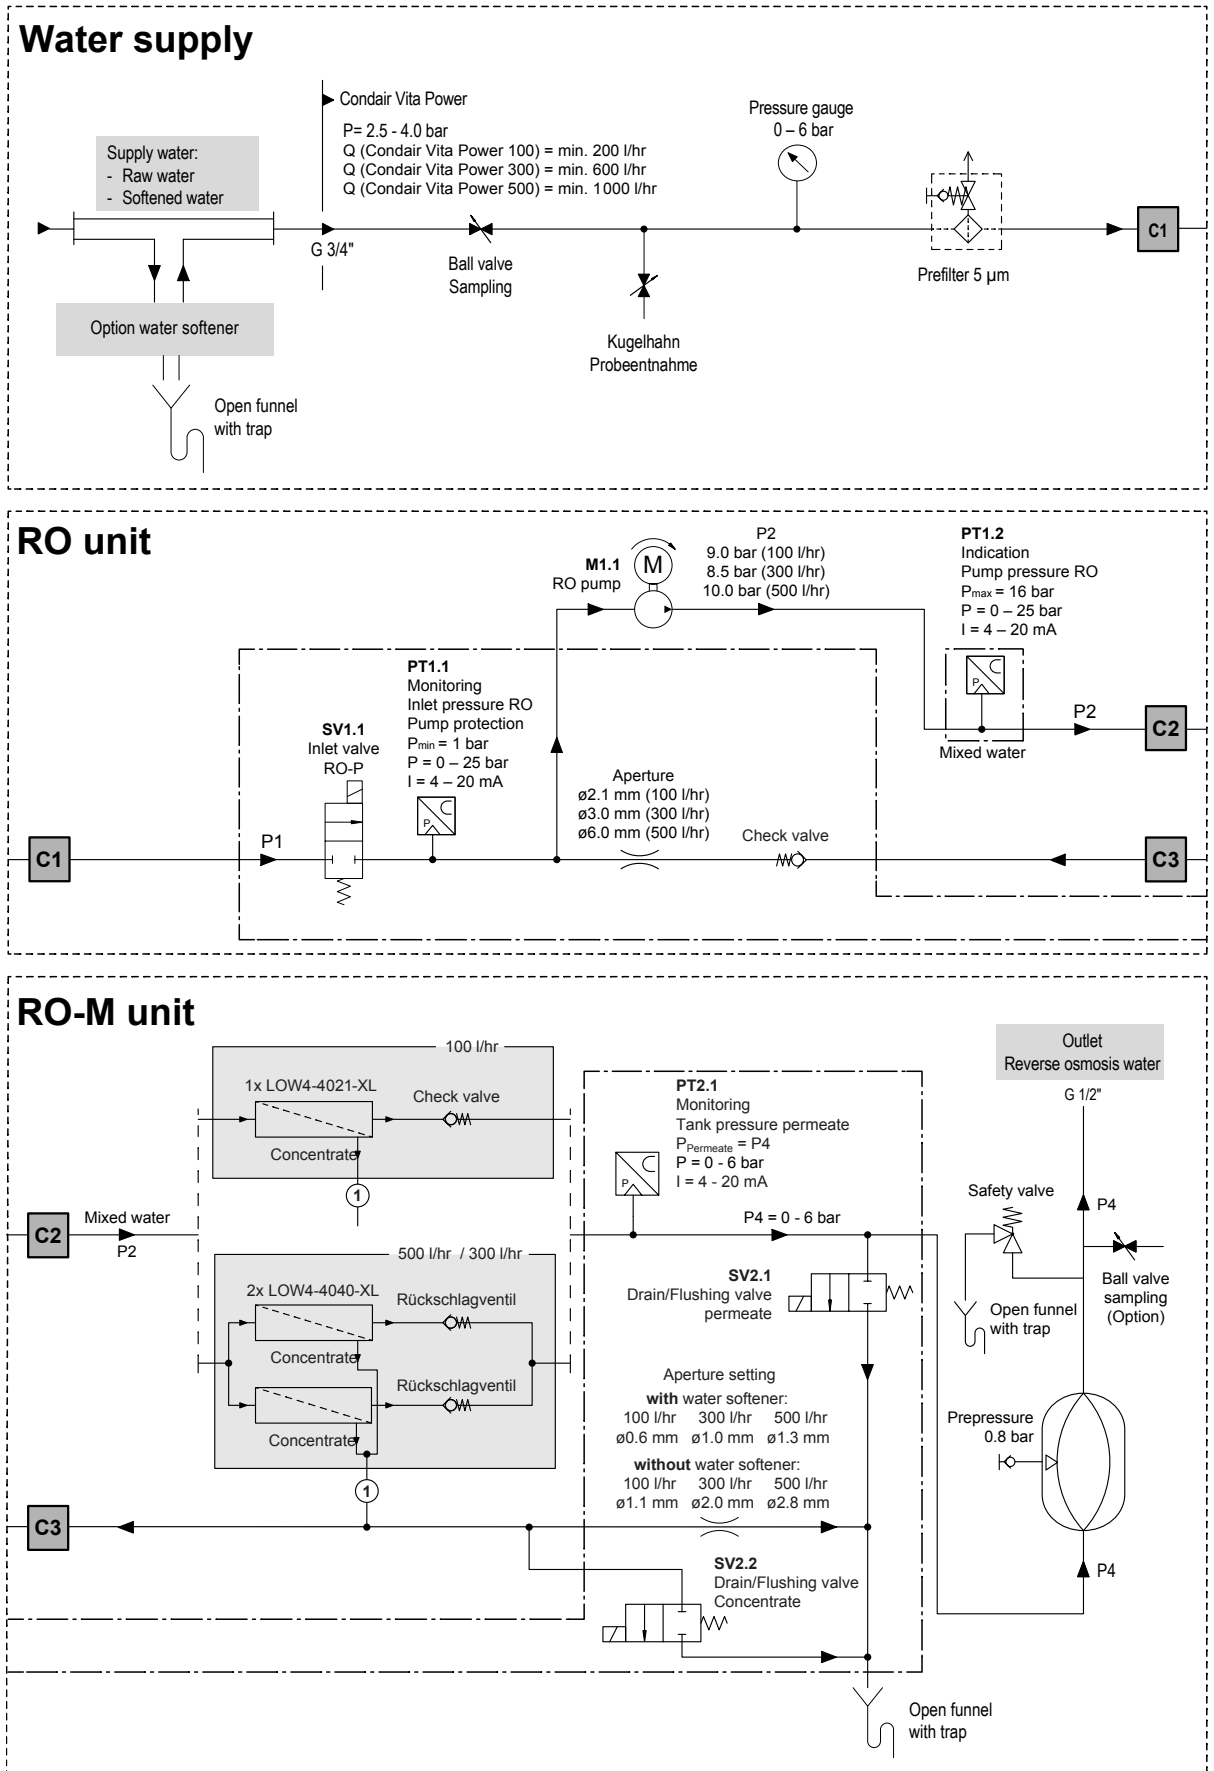 Water supply
Condair Vita Power
P= 2.5 - 4.0 bar
Q (Condair Vita Power 100) = min. 200 l/hr
Q (Condair Vita Power 300) = min. 600 l/hr
Q (Condair Vita Power 500) = min. 1000 l/hr
Pressure gauge
0 – 6 bar
Supply water:
- Raw water
- Softened water
G 3/4"
Ball valve
Sampling
C1
Prefilter 5 µm
Option water softener
Kugelhahn
Probeentnahme
Open funnel
with trap
RO unit
M1.1
RO pump
M
P2
9.0 bar (100 l/hr)
8.5 bar (300 l/hr)
10.0 bar (500 l/hr)
PT1.2
Indication
Pump pressure RO
Pmax = 16 bar
P = 0 – 25 bar
I = 4 – 20 mA
P
Mixed water
P2
C2
PT1.1
Monitoring
Inlet pressure RO
Pump protection
Pmin = 1 bar
P = 0 – 25 bar
I = 4 – 20 mA
P
SV1.1
Inlet valve
RO-P
Aperture
ø2.1 mm (100 l/hr)
ø3.0 mm (300 l/hr)
ø6.0 mm (500 l/hr)
Check valve
C1
P1
C3
RO-M unit
100 l/hr
1x LOW4-4021-XL
Check valve
Concentrate
1
C2
Mixed water
P2
500 l/hr / 300 l/hr
2x LOW4-4040-XL
Rückschlagventil
Concentrate
Rückschlagventil
Concentrate
1
C3
PT2.1
Monitoring
Tank pressure permeate
PPermeate = P4
P = 0 - 6 bar
I = 4 - 20 mA
P
P4 = 0 - 6 bar
SV2.1
Drain/Flushing valve
permeate
Aperture setting
with water softener:
100 l/hr 300 l/hr 500 l/hr
ø0.6 mm ø1.0 mm ø1.3 mm
without water softener:
100 l/hr 300 l/hr 500 l/hr
ø1.1 mm ø2.0 mm ø2.8 mm
SV2.2
Drain/Flushing valve
Concentrate
Outlet
Reverse osmosis water
G 1/2"
Safety valve
P4
Open funnel
with trap
Ball valve
sampling
(Option)
Prepressure
0.8 bar
P4
Open funnel
with trap